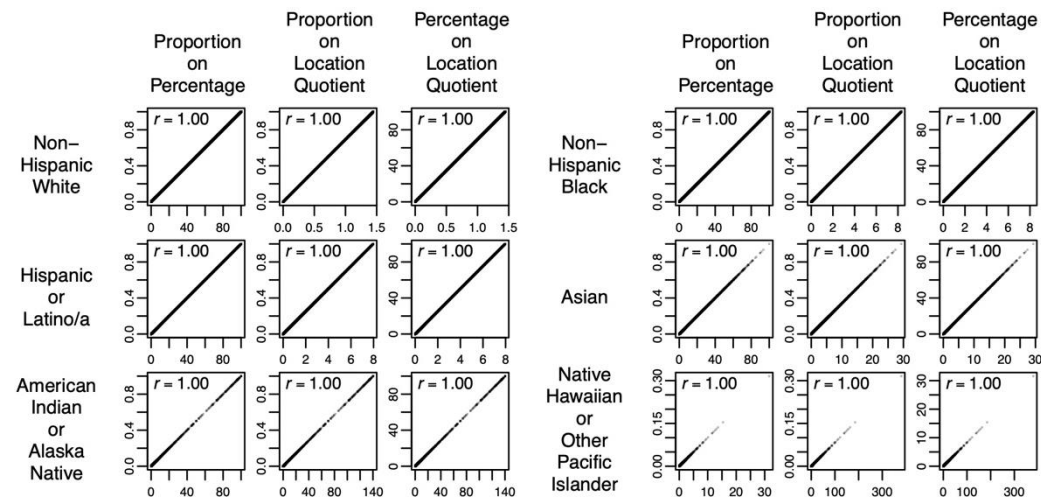 Proportion
on
Percentage
Proportion
on
Location
Quotient
Percentage
on
Location
Quotient
Proportion
on
Percentage
Proportion
on
Location
Quotient
Percentage
on
Location
Quotient
Non−
Hispanic
White
r = 1.00
0.0 0.4 0.8
0 40 80
r = 1.00
0.0 0.4 0.8
0.0 0.5 1.0 1.5
r = 1.00
0 40 80
0.0 0.5 1.0 1.5
Non−
Hispanic
Black
r = 1.00
0.0 0.4 0.8
0 40 80
r = 1.00
0.0 0.4 0.8
0 2 4 6 8
r = 1.00
0 40 80
0 2 4 6 8
Hispanic
or
Latino/a
r = 1.00
0.0 0.4 0.8
0 40 80
r = 1.00
0.0 0.4 0.8
0 2 4 6 8
r = 1.00
0 40 80
0 2 4 6 8
Asian
r = 1.00
0.0 0.4 0.8
0 40 80
r = 1.00
0.0 0.4 0.8
0 10 20 30
r = 1.00
0 40 80
0 10 20 30
American
Indian
or
Alaska
Native
r = 1.00
0.0 0.4 0.8
0 40 80
r = 1.00
0.0 0.4 0.8
0 40 80 140
r = 1.00
0 40 80
0 40 80 140
Native
Hawaiian
or
Other
Pacific
Islander
r = 1.00
0.00 0.15 0.30
0 10 20 30
r = 1.00
0.00 0.15 0.30
0 100 300
r = 1.00
0 10 20 30
0 100 300